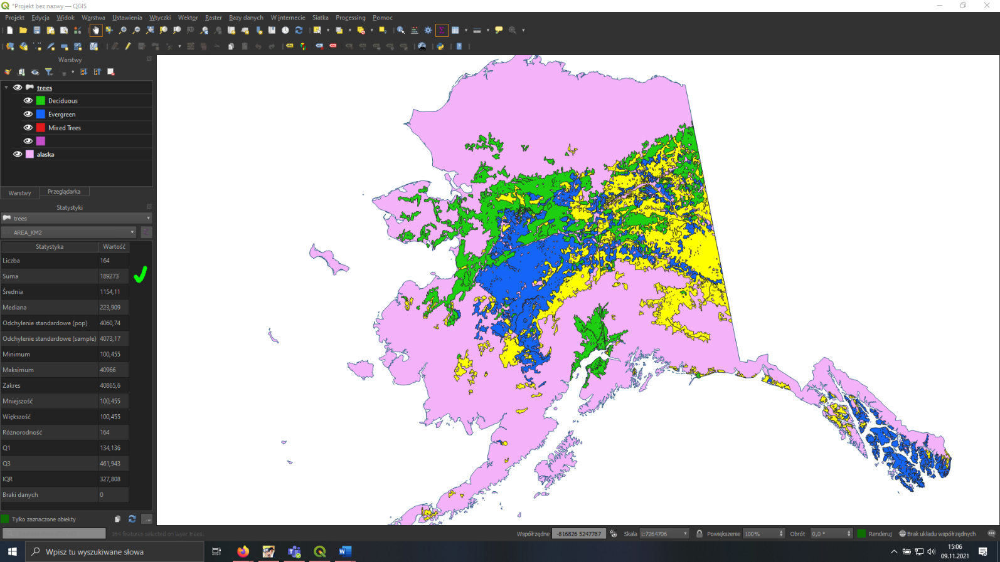 *Projekt bez nazwy — QGIS
Projekt Edycja Widok Warstwa Ustawienia Wtyczki Wektor Raster Bazy danych W internecie Siatka Processing Pomoc
Warstwy
trees
Deciduous
Evergreen
Mixed Trees
alaska
Warstwy Przeglądarka
Statystyki
trees
AREA_KM2
Statystyka Wartość
Liczba 164
Suma 189273
Średnia 1154,11
Mediana 223,909
Odchylenie standardowe (pop) 4060,74
Odchylenie standardowe (sample) 4073,17
Minimum 100,455
Maksimum 40966
Zakres 40865,6
Mniejszość 100,455
Większość 100,455
Różnorodność 164
Q1 134,136
Q3 461,943
IQR 327,808
Braki danych 0
Tylko zaznaczone obiekty
164 features selected on layer trees.
Współrzędne -816826 5247787 Skala 1:7264706 Powiększenie 100% Obrót 0,0 ° Renderuj Brak układu współrzędnych
Wpisz tu wyszukiwane słowa
15:06
09.11.2021